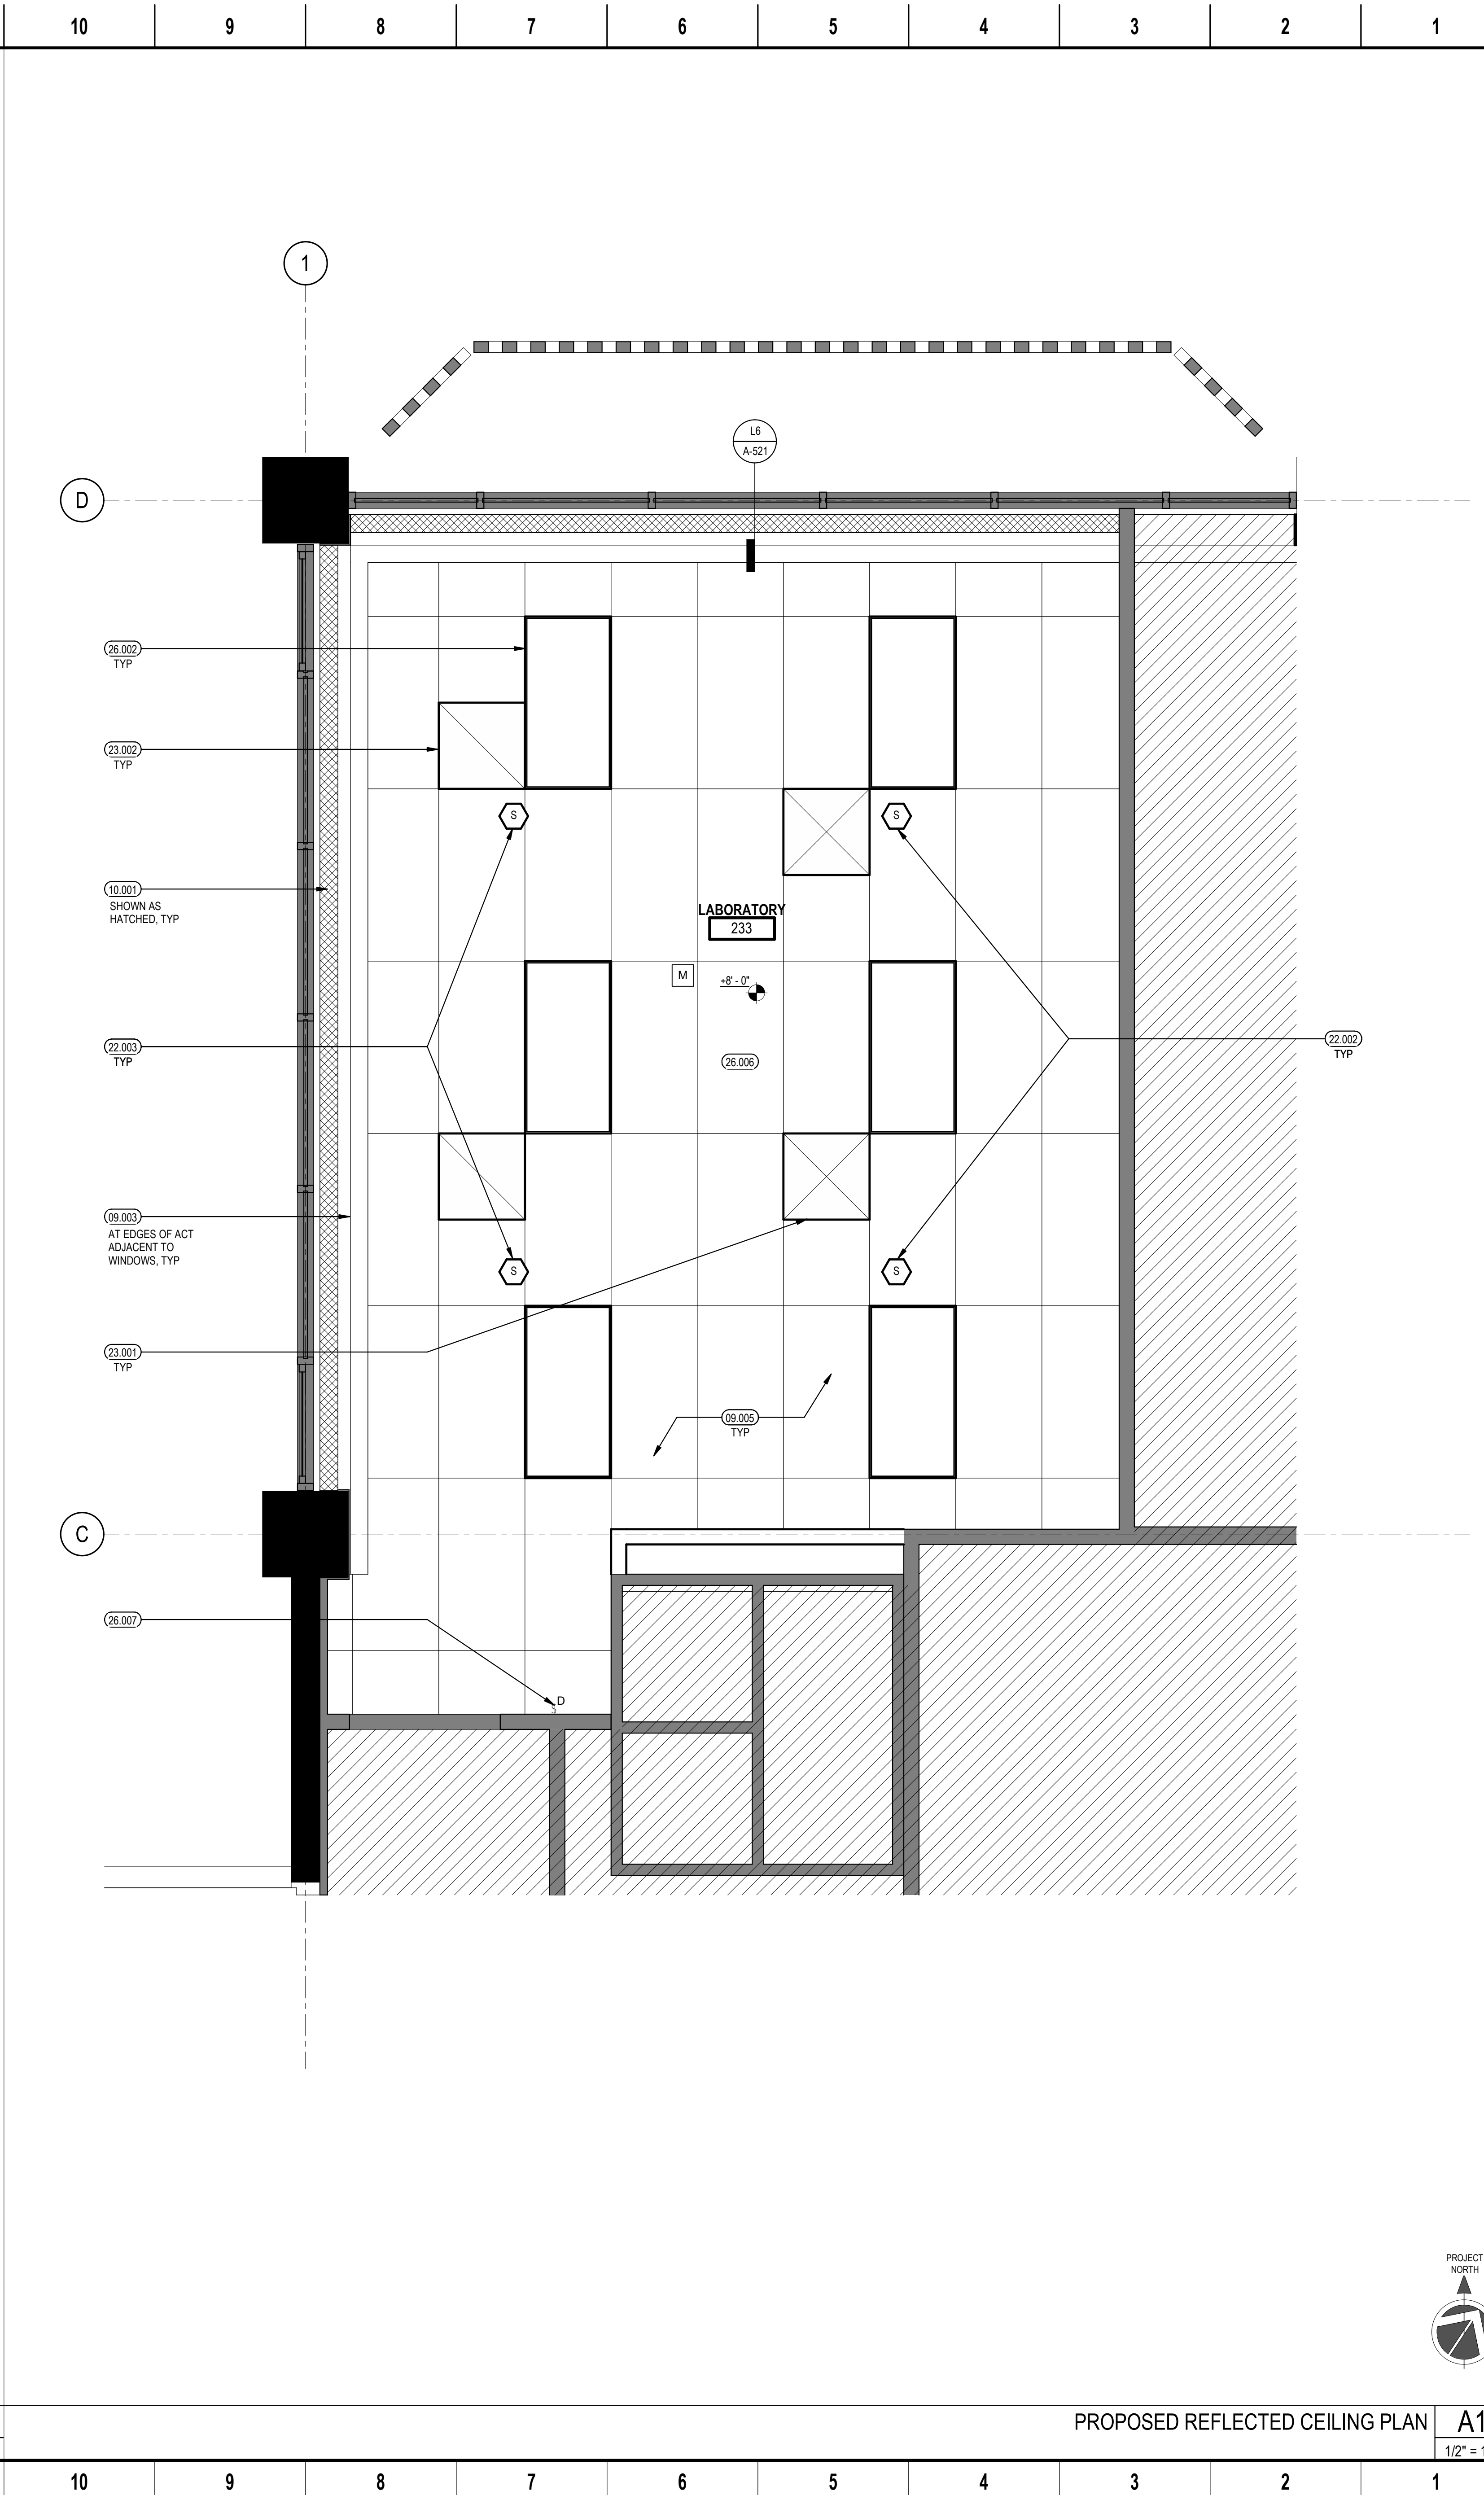 10 9 8 7 6 5 4 3 2 1
1
L6
A-521
D
26.002
TYP
23.002
TYP
S
S
10.001
SHOWN AS
HATCHED, TYP
LABORATORY
233
M
+8' - 0"
22.003
TYP
26.006
22.002
TYP
09.003
AT EDGES OF ACT
ADJACENT TO
WINDOWS, TYP
S
S
23.001
TYP
09.005
TYP
C
26.007
D
PROJECT
NORTH
PROPOSED REFLECTED CEILING PLAN
A1
1/2" =
10 9 8 7 6 5 4 3 2 1